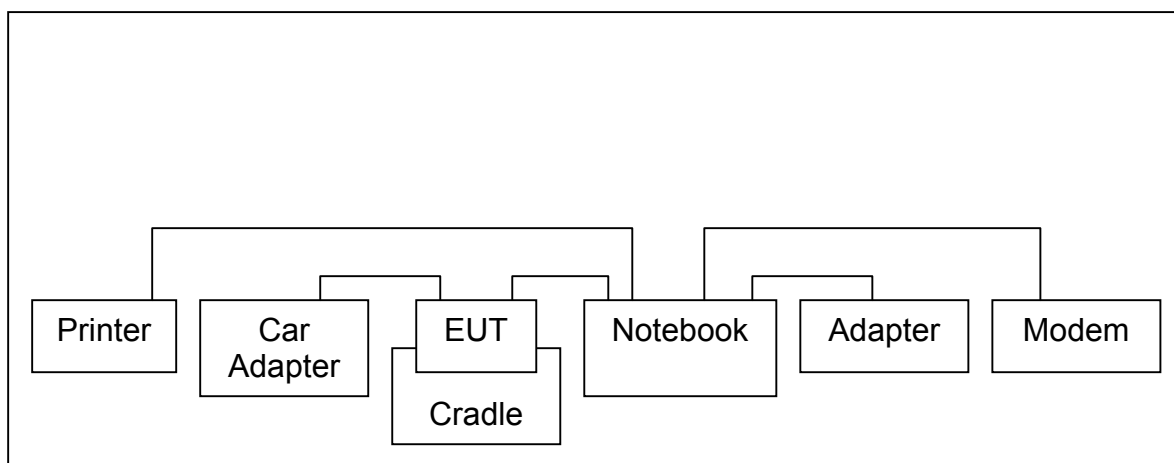 Printer
Car
Adapter
EUT
Cradle
Notebook
Adapter
Modem